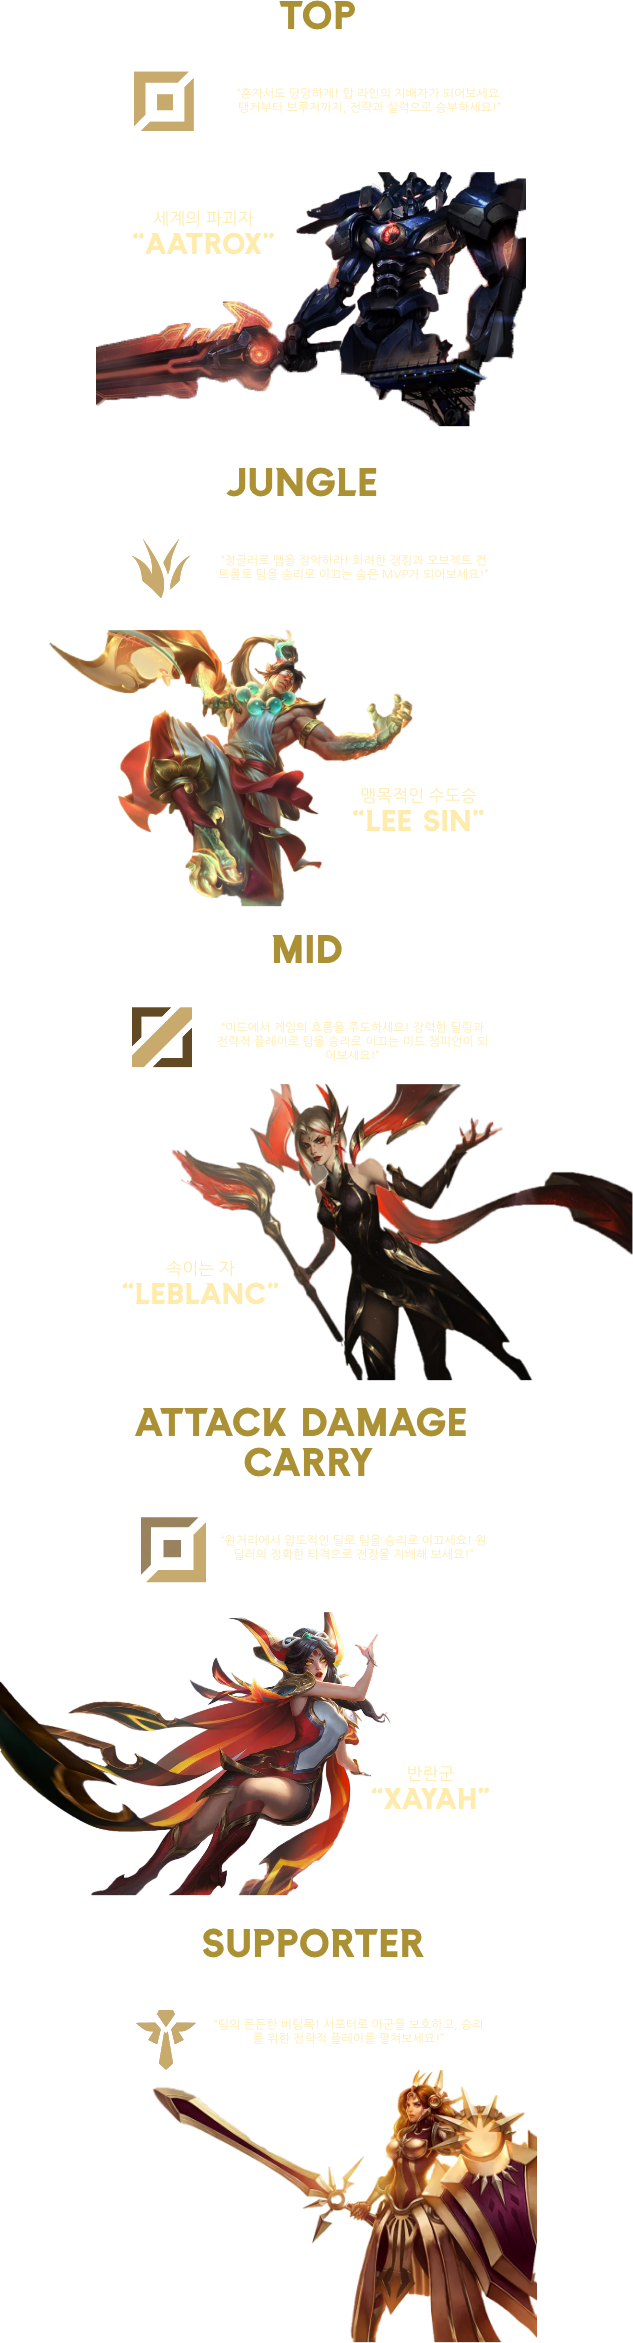 TOP
"혼자서도 당당하게! 탑 라인의 지배자가 되어보세요.
탱커부터 브루저까지, 전략과 실력으로 승부하세요!"
세계의 파괴자
“AATROX”
JUNGLE
"정글러로 맵을 장악하라! 화려한 갱킹과 오브젝트 컨
트롤로 팀을 승리로 이끄는 숨은 MVP가 되어보세요!"
맹목적인 수도승
“LEE SIN”
MID
"미드에서 게임의 흐름을 주도하세요! 강력한 딜링과
전략적 플레이로 팀을 승리로 이끄는 미드 챔피언이 되
어보세요!"
속이는 자
“LEBLANC”
ATTACK DAMAGE
CARRY
"원거리에서 압도적인 딜로 팀을 승리로 이끄세요! 원
딜러의 정확한 타격으로 전장을 지배해 보세요!"
반란군
“XAYAH”
SUPPORTER
"팀의 든든한 버팀목! 서포터로 아군을 보호하고, 승리
를 위한 전략적 플레이를 펼쳐보세요!"